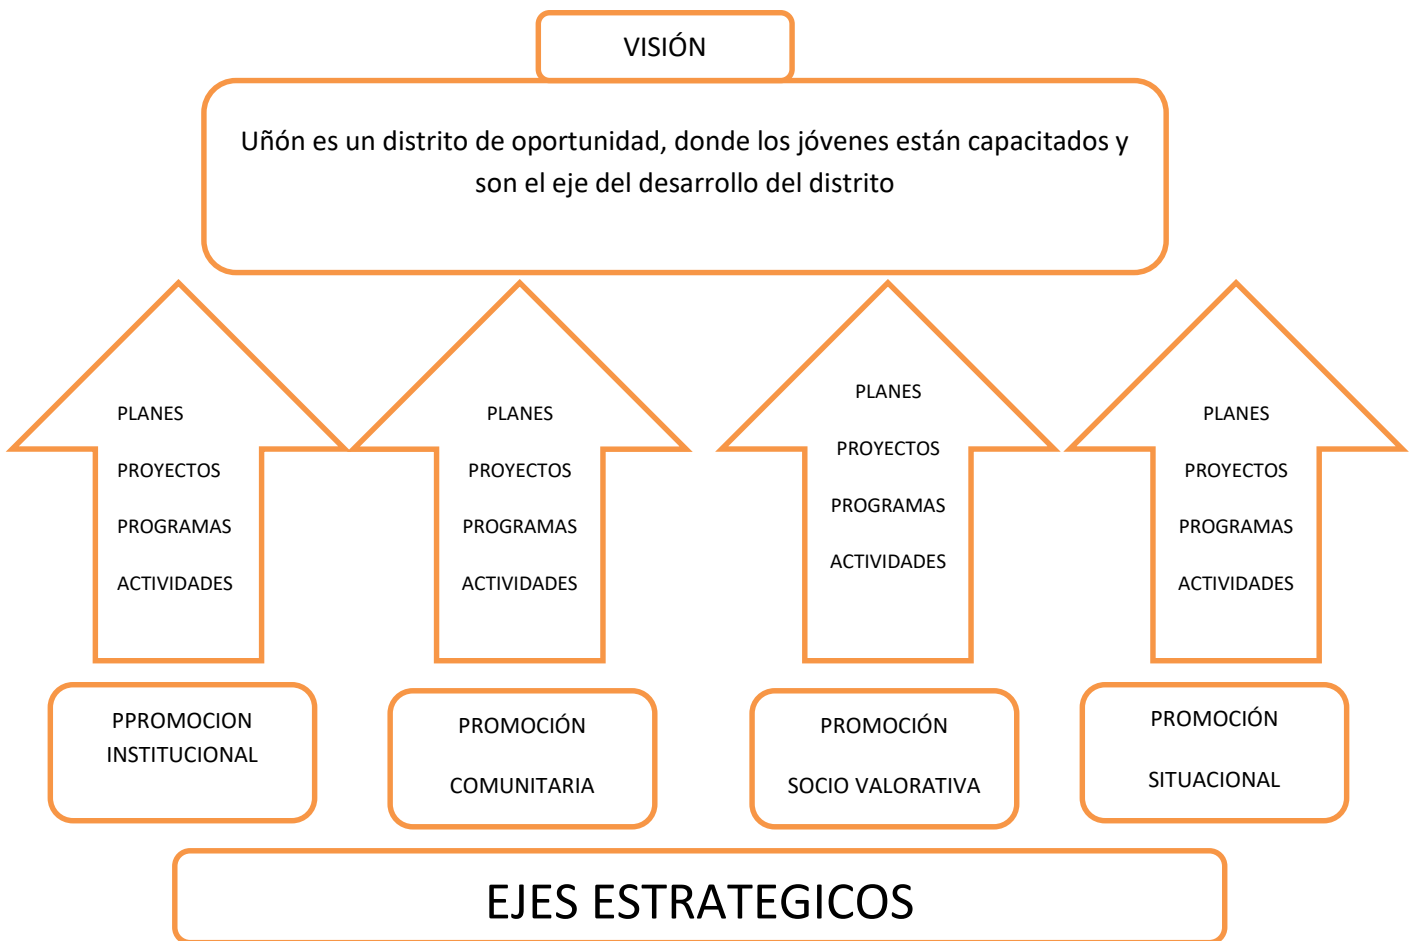 VISIÓN
Uñón es un distrito de oportunidad, donde los jóvenes están capacitados y
son el eje del desarrollo del distrito
PLANES
PROYECTOS
PROGRAMAS
ACTIVIDADES
PLANES
PROYECTOS
PROGRAMAS
ACTIVIDADES
PLANES
PROYECTOS
PROGRAMAS
ACTIVIDADES
PLANES
PROYECTOS
PROGRAMAS
ACTIVIDADES
PPROMOCION
INSTITUCIONAL
PROMOCIÓN
COMUNITARIA
PROMOCIÓN
SOCIO VALORATIVA
PROMOCIÓN
SITUACIONAL
EJES ESTRATEGICOS